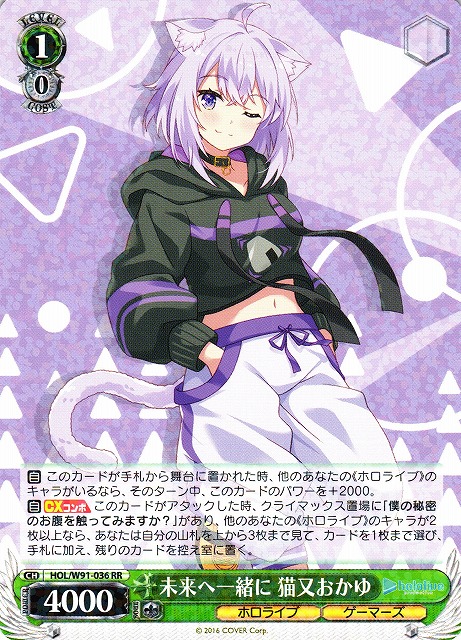 LEVEL
1
0
COST
自 このカードが手札から舞台に置かれた時、他のあなたの《ホロライブ》の
キャラがいるなら、そのターン中、このカードのパワーを+2000。
自 CXコンボ このカードがアタックした時、クライマックス置場に「僕の秘密
のお腹を触ってみますか？」があり、他のあなたの《ホロライブ》のキャラが2
枚以上なら、あなたは自分の山札を上から3枚まで見て、カードを1枚まで選び、
手札に加え、残りのカードを控え室に置く。
CH HOL/W91-036 RR
未来へ一緒に 猫又おかゆ
hololive
POWER
4000
ホロライブ
ゲーマーズ
© 2016 COVER Corp.